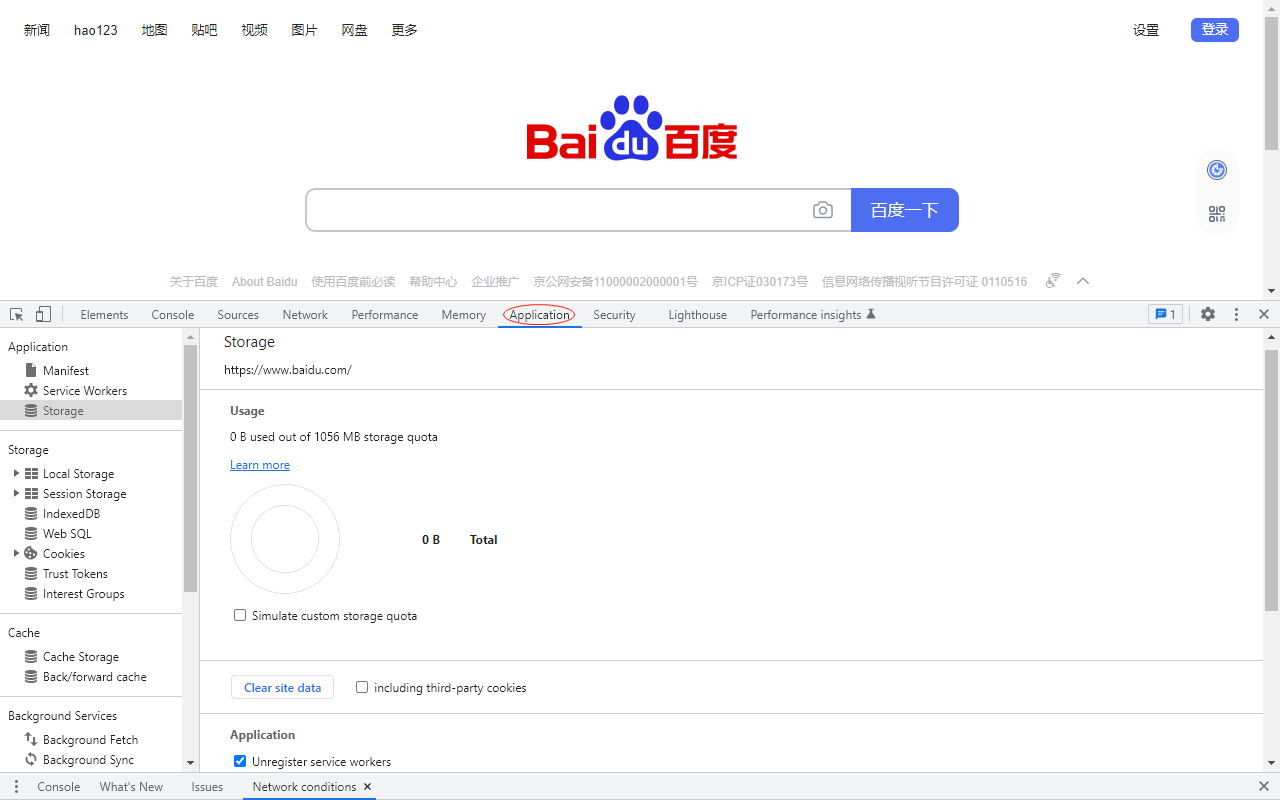 新闻 hao123 地图 贴吧 视频 图片 网盘 更多 设置 登录
Bai du 百度
百度一下
关于百度 About Baidu 使用百度前必读 帮助中心 企业推广 京公网安备11000002000001号 京ICP证030173号 信息网络传播视听节目许可证 0110516
Elements Console Sources Network Performance Memory Application Security Lighthouse Performance insights 1
Application
Manifest
Service Workers
Storage
Storage
Local Storage
Session Storage
IndexedDB
Web SQL
Cookies
Trust Tokens
Interest Groups
Cache
Cache Storage
Back/forward cache
Background Services
Background Fetch
Background Sync
Storage
https://www.baidu.com/
Usage
0 B used out of 1056 MB storage quota
Learn more
0 B Total
Simulate custom storage quota
Clear site data including third-party cookies
Application
Unregister service workers
Console What's New Issues Network conditions